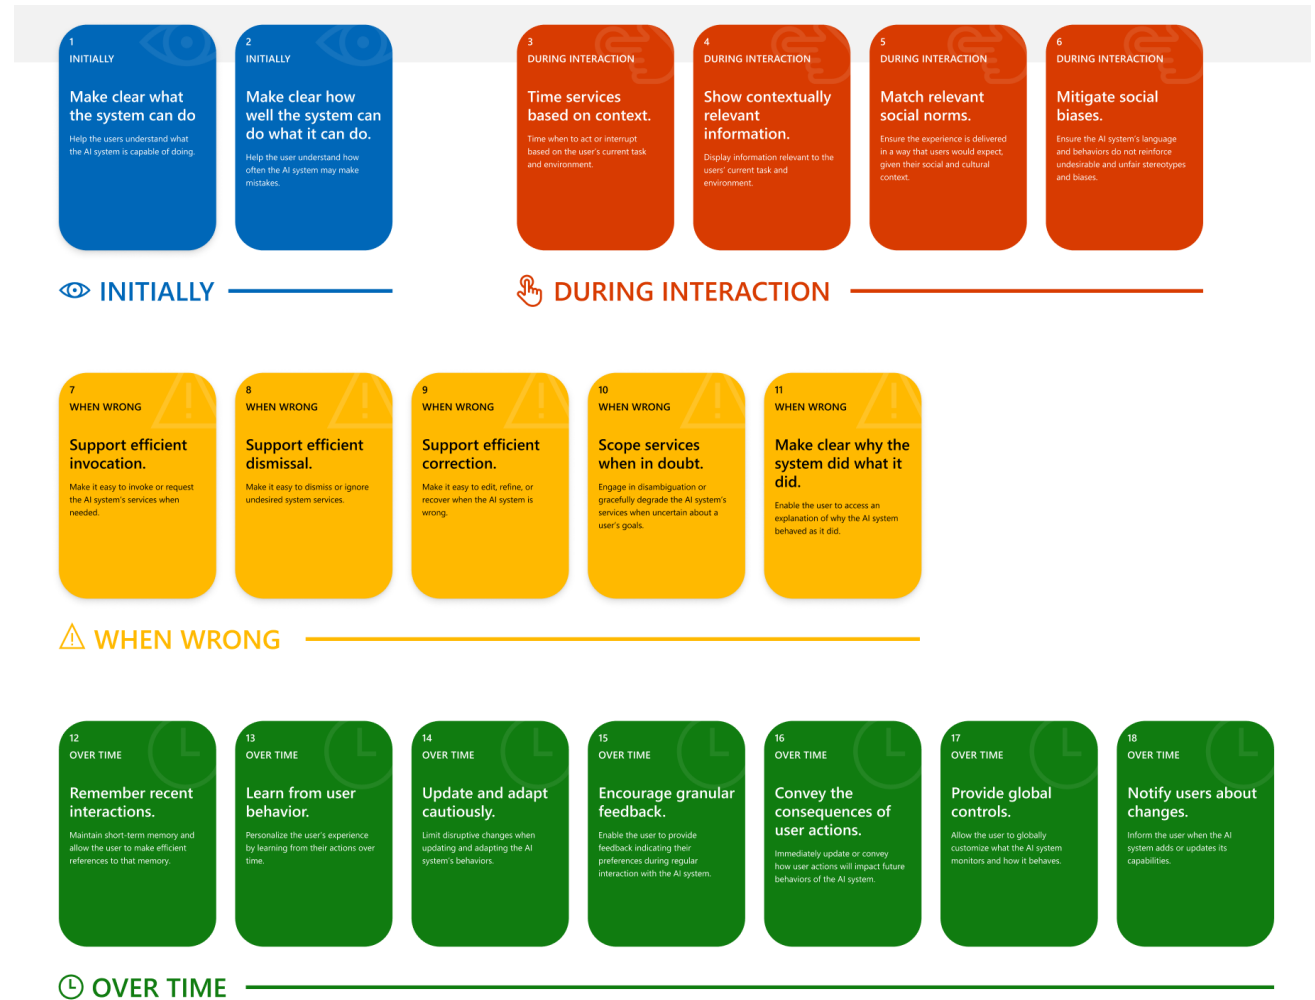 1
INITIALLY
Make clear what
the system can do
Help the users understand what
the AI system is capable of doing.
2
INITIALLY
Make clear how
well the system can
do what it can do.
Help the user understand how
often the AI system may make
mistakes.
3
DURING INTERACTION
Time services
based on context.
Time when to act or interrupt
based on the user's current task
and environment.
4
DURING INTERACTION
Show contextually
relevant
information.
Display information relevant to the
users' current task and
environment.
5
DURING INTERACTION
Match relevant
social norms.
Ensure the experience is delivered
in a way that users would expect,
given their social and cultural
context.
6
DURING INTERACTION
Mitigate social
biases.
Ensure the AI system's language
and behaviors do not reinforce
undesirable and unfair stereotypes
and biases.
INITIALLY
DURING INTERACTION
7
WHEN WRONG
Support efficient
invocation.
Make it easy to invoke or request
the AI system's services when
needed.
8
WHEN WRONG
Support efficient
dismissal.
Make it easy to dismiss or ignore
undesired system services.
9
WHEN WRONG
Support efficient
correction.
Make it easy to edit, refine, or
recover when the AI system is
wrong.
10
WHEN WRONG
Scope services
when in doubt.
Engage in disambiguation or
gracefully degrade the AI system's
services when uncertain about a
user's goals.
11
WHEN WRONG
Make clear why the
system did what it
did.
Enable the user to access an
explanation of why the AI system
behaved as it did.
WHEN WRONG
12
OVER TIME
Remember recent
interactions.
Maintain short-term memory and
allow the user to make efficient
references to that memory.
13
OVER TIME
Learn from user
behavior.
Personalize the user's experience
by learning from their actions over
time.
14
OVER TIME
Update and adapt
cautiously.
Limit disruptive changes when
updating and adapting the AI
system's behaviors.
15
OVER TIME
Encourage granular
feedback.
Enable the user to provide
feedback indicating their
preferences during regular
interaction with the AI system.
16
OVER TIME
Convey the
consequences of
user actions.
Immediately update or convey
how user actions will impact future
behaviors of the AI system.
17
OVER TIME
Provide global
controls.
Allow the user to globally
customize what the AI system
monitors and how it behaves.
18
OVER TIME
Notify users about
changes.
Inform the user when the AI
system adds or updates its
capabilities.
OVER TIME